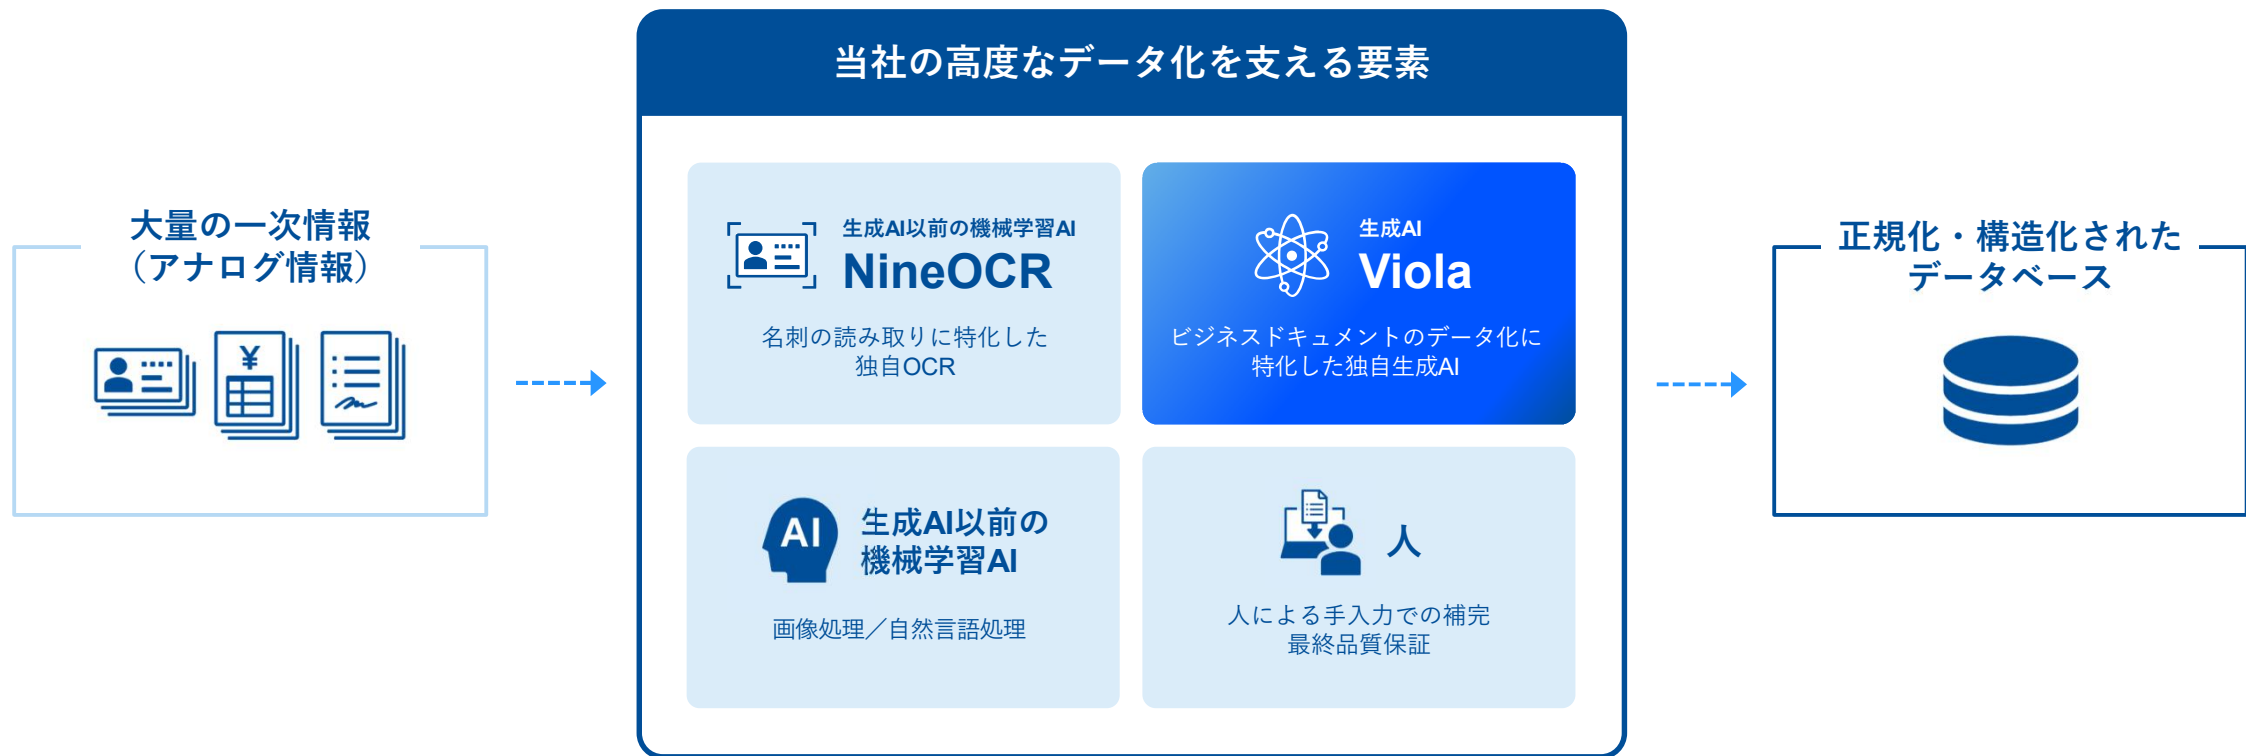 当社の高度なデータ化を支える要素
大量の一次情報
（アナログ情報）
¥
生成AI以前の機械学習AI
NineOCR
名刺の読み取りに特化した
独自OCR
生成AI
Viola
ビジネスドキュメントのデータ化に
特化した独自生成AI
AI
生成AI以前の
機械学習AI
画像処理／自然言語処理
人
人による手入力での補完
最終品質保証
正規化・構造化された
データベース